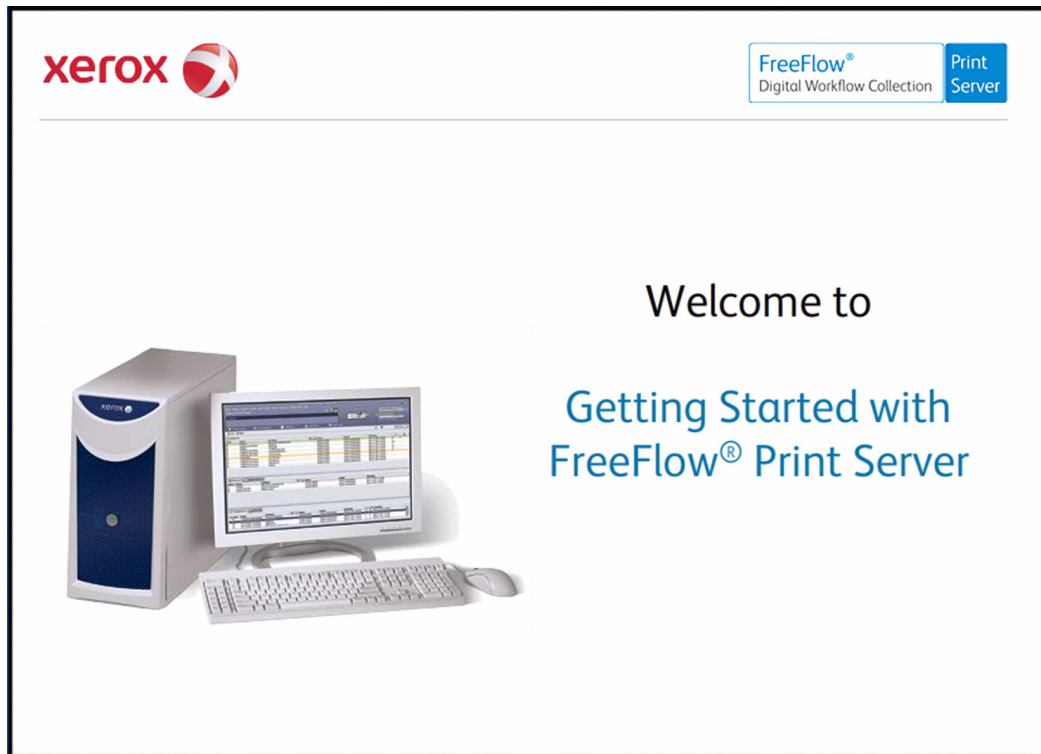 xerox
FreeFlow®
Digital Workflow Collection
Print
Server
Welcome to
Getting Started with
FreeFlow® Print Server
xerox